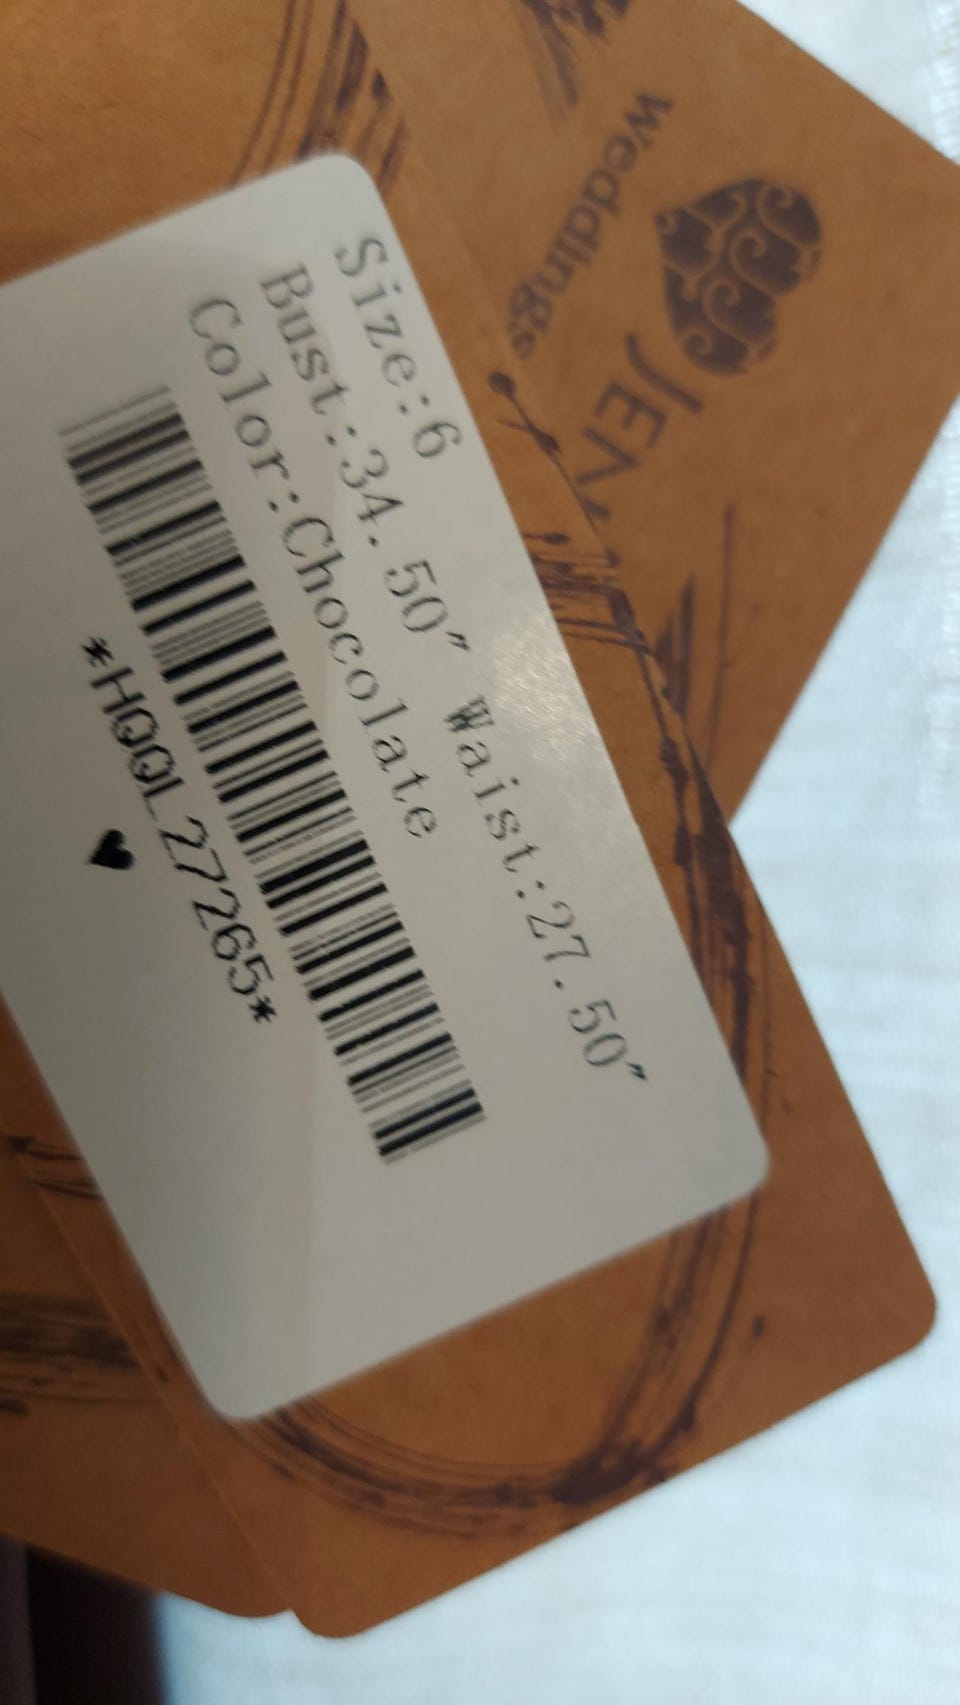 Size:6
Bust:34.50" Waist:27.50"
Color:Chocolate
*HQQL27265*
JEN
weddings